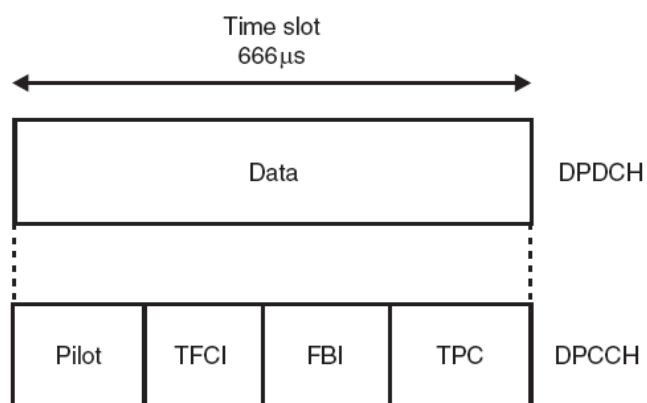 Time slot
666μs
Data
DPDCH
Pilot TFCI FBI TPC DPCCH